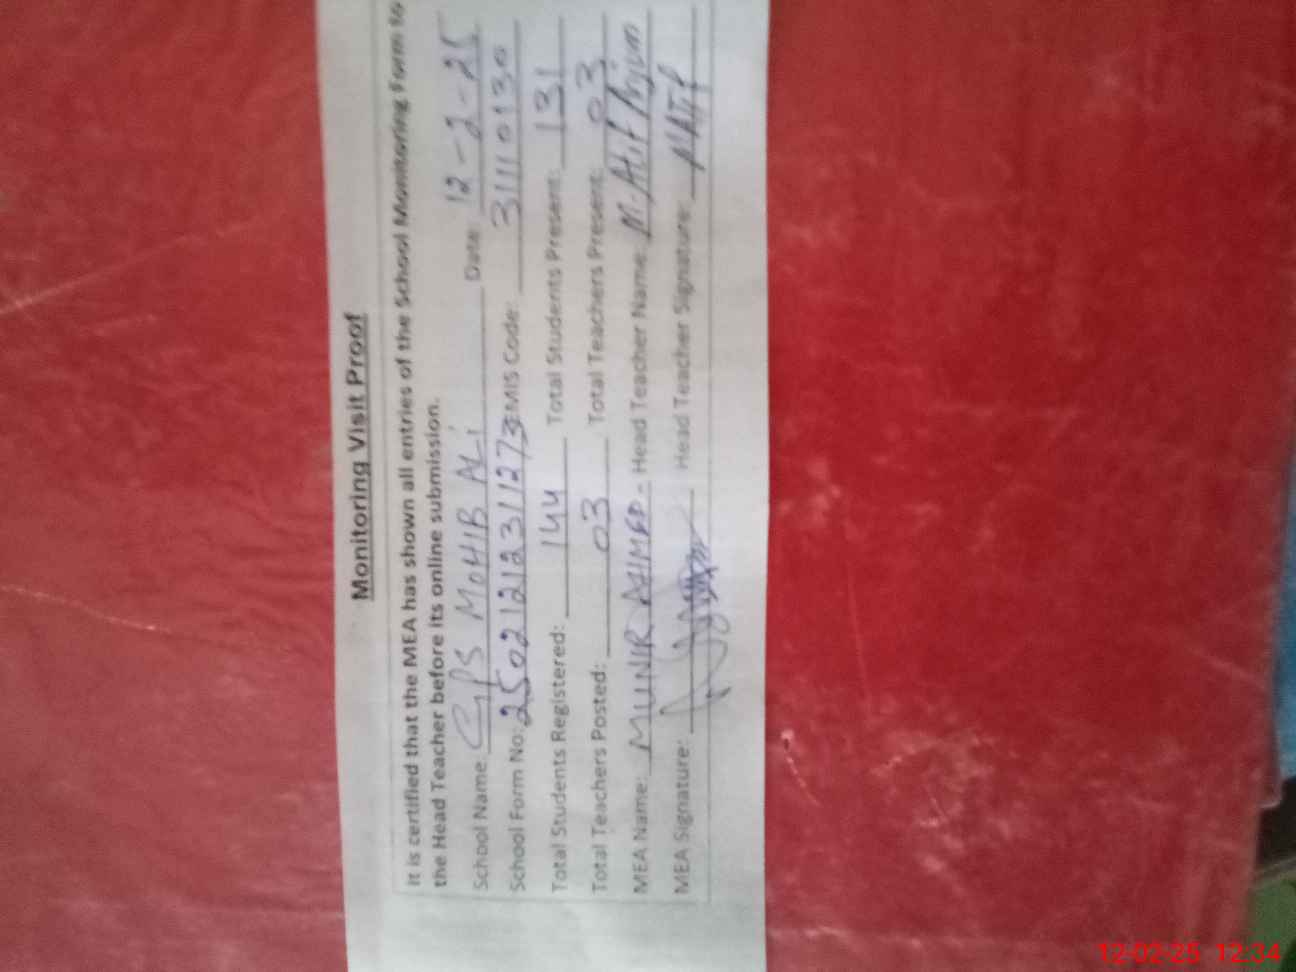 Monitoring Visit Proof
It is certified that the MEA has shown all entries of the School Monitoring Form to
the Head Teacher before its online submission.
School Name: GPS MOHIB ALi Date: 12-2-25
School Form No: 2502121231127 EMIS Code: 31110130
Total Students Registered: 144 Total Students Present: 131
Total Teachers Posted: 03 Total Teachers Present: 03
MEA Name: MUNIR AHMED - Head Teacher Name: M. Atif Anjum
MEA Signature: Head Teacher Signature: MAtif
12-02-25 12:34